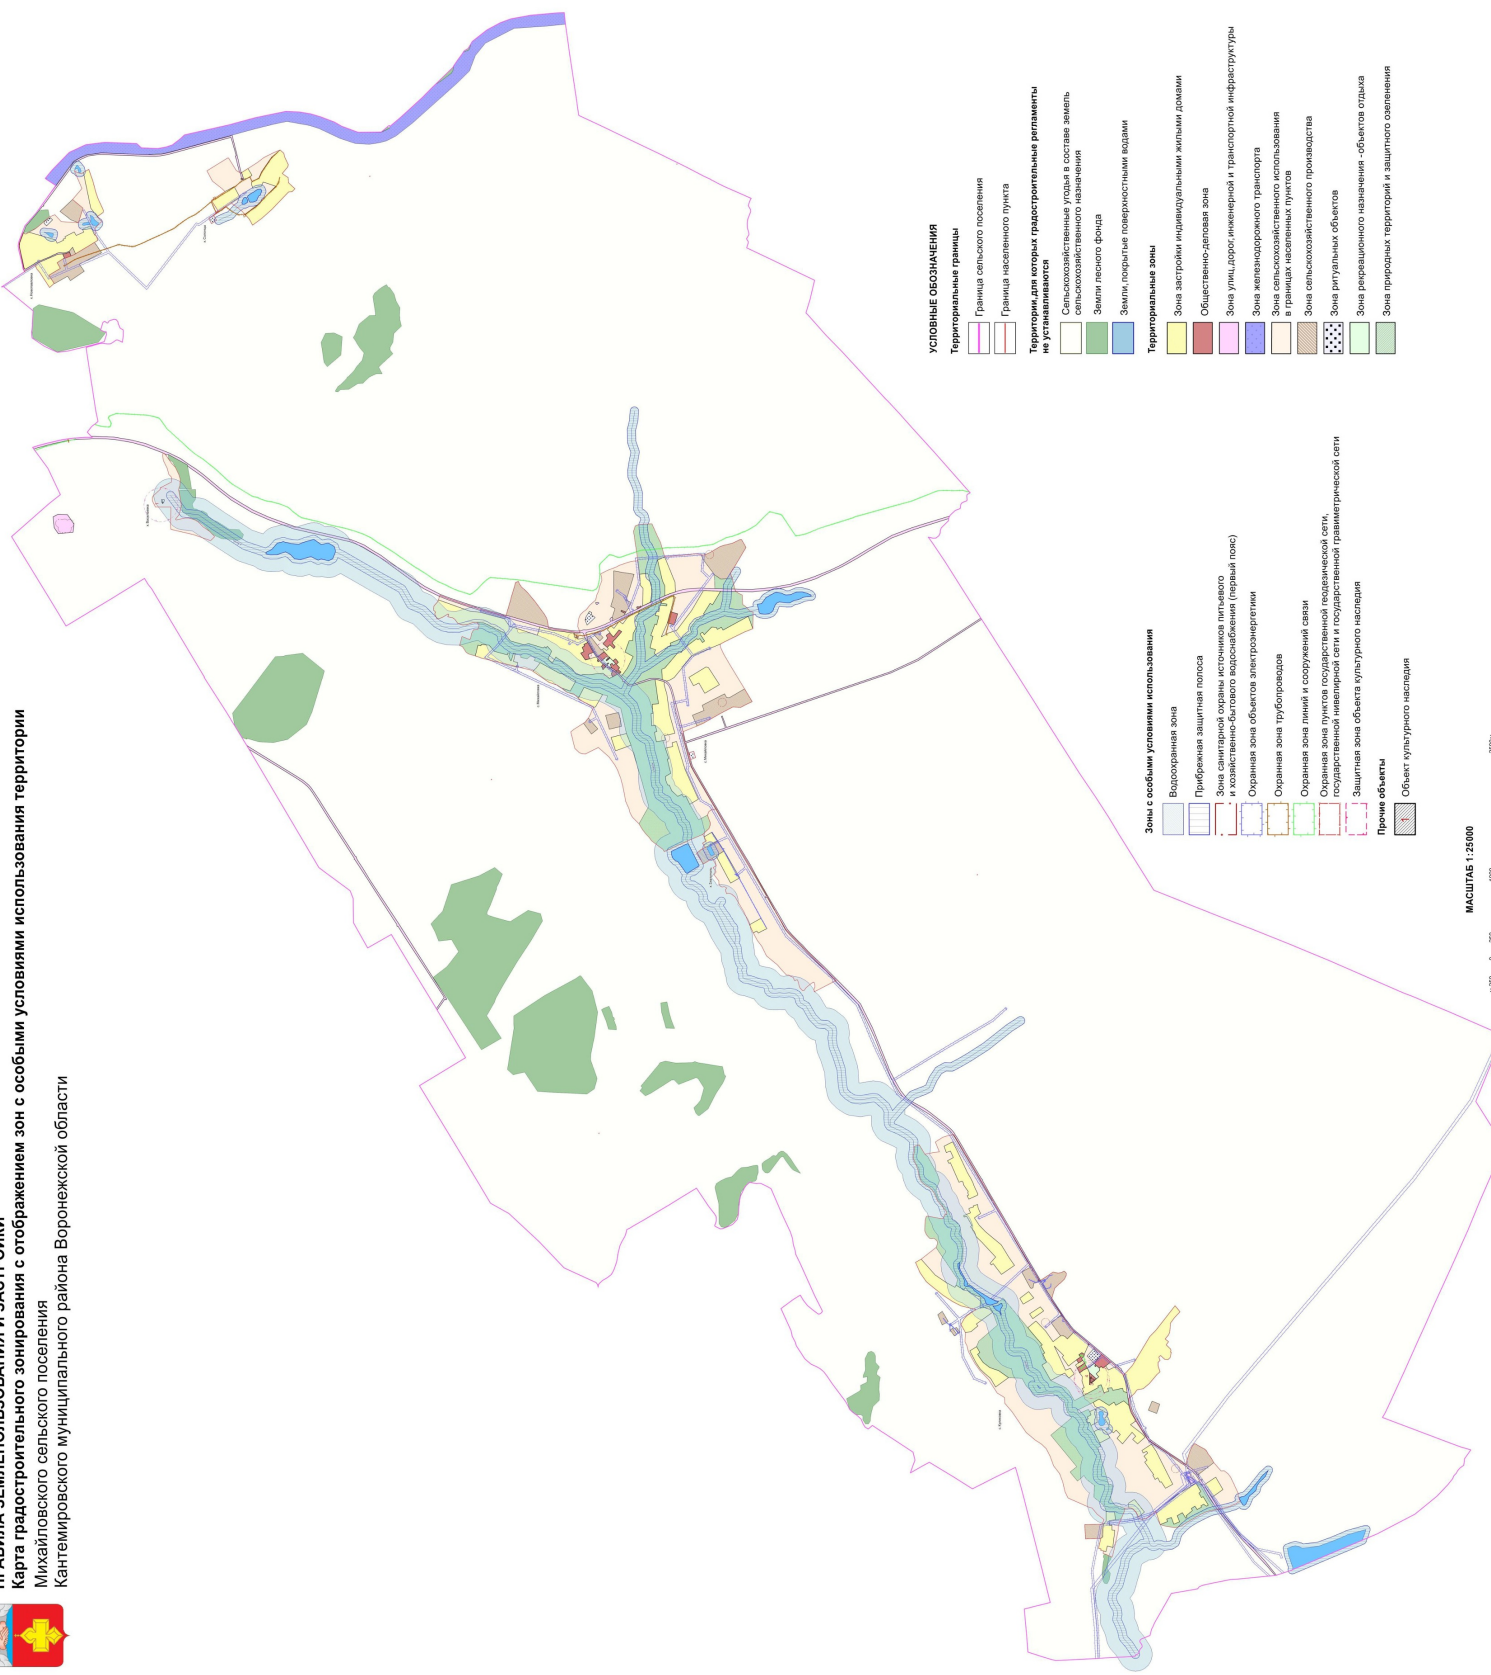 Карта градостроительного зонирования с отображением зон с особыми условиями использования территории
Михайловского сельского поселения
Кантемировского муниципального района Воронежской области
УСЛОВНЫЕ ОБОЗНАЧЕНИЯ
Территориальные границы
Граница сельского поселения
Граница населенного пункта
Территории,для которых градостроительные регламенты
не устанавливаются
Сельскохозяйственные угодья в составе земель
сельскохозяйственного назначения
Земли лесного фонда
Земли,покрытые поверхностными водами
Территориальные зоны
Зона застройки индивидуальными жилыми домами
Общественно-деловая зона
Зона улиц,дорог,инженерной и транспортной инфраструктуры
Зона железнодорожного транспорта
Зона сельскохозяйственного использования
в границах населенных пунктов
Зона сельскохозяйственного производства
Зона ритуальных объектов
Зона рекреационного назначения -объектов отдыха
Зона природных территорий и защитного озеленения
Зоны с особыми условиями использования
Водоохранная зона
Прибрежная защитная полоса
Зона санитарной охраны источников питьевого
и хозяйственно-бытового водоснабжения (первый пояс)
Охранная зона объектов электроэнергетики
Охранная зона трубопроводов
Охранная зона линий и сооружений связи
Охранная зона пунктов государственной геодезической сети,
государственной нивелирной сети и государственной гравиметрической сети
Защитная зона объекта культурного наследия
Прочие объекты
1
Объект культурного наследия
МАСШТАБ 1:25000